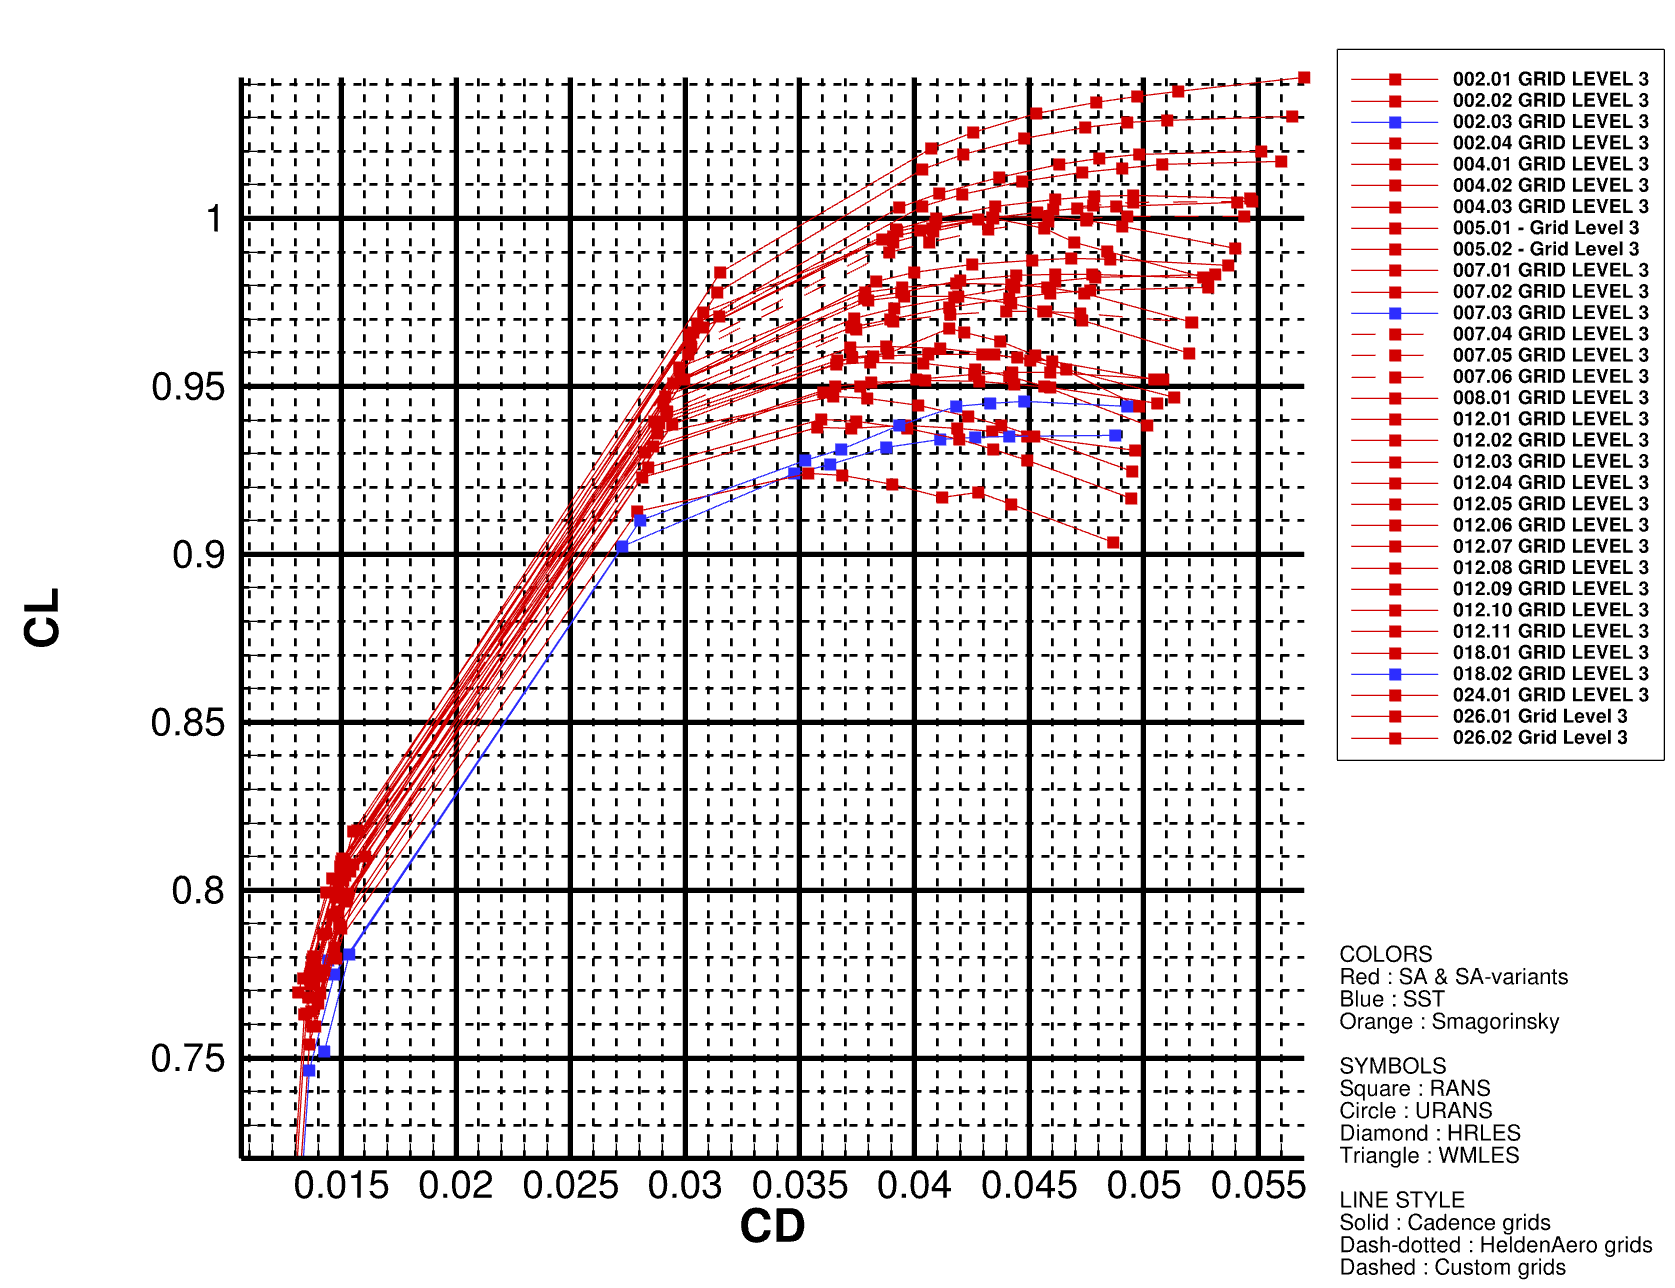 002.01 GRID LEVEL 3
002.02 GRID LEVEL 3
002.03 GRID LEVEL 3
002.04 GRID LEVEL 3
004.01 GRID LEVEL 3
004.02 GRID LEVEL 3
004.03 GRID LEVEL 3
005.01 - Grid Level 3
005.02 - Grid Level 3
007.01 GRID LEVEL 3
007.02 GRID LEVEL 3
007.03 GRID LEVEL 3
007.04 GRID LEVEL 3
007.05 GRID LEVEL 3
007.06 GRID LEVEL 3
008.01 GRID LEVEL 3
012.01 GRID LEVEL 3
012.02 GRID LEVEL 3
012.03 GRID LEVEL 3
012.04 GRID LEVEL 3
012.05 GRID LEVEL 3
012.06 GRID LEVEL 3
012.07 GRID LEVEL 3
012.08 GRID LEVEL 3
012.09 GRID LEVEL 3
012.10 GRID LEVEL 3
012.11 GRID LEVEL 3
018.01 GRID LEVEL 3
018.02 GRID LEVEL 3
024.01 GRID LEVEL 3
026.01 Grid Level 3
026.02 Grid Level 3
1
0.95
0.9
0.85
0.8
0.75
CL
0.015 0.02 0.025 0.03 0.035 0.04 0.045 0.05 0.055
CD
COLORS
Red : SA & SA-variants
Blue : SST
Orange : Smagorinsky
SYMBOLS
Square : RANS
Circle : URANS
Diamond : HRLES
Triangle : WMLES
LINE STYLE
Solid : Cadence grids
Dash-dotted : HeldenAero grids
Dashed : Custom grids